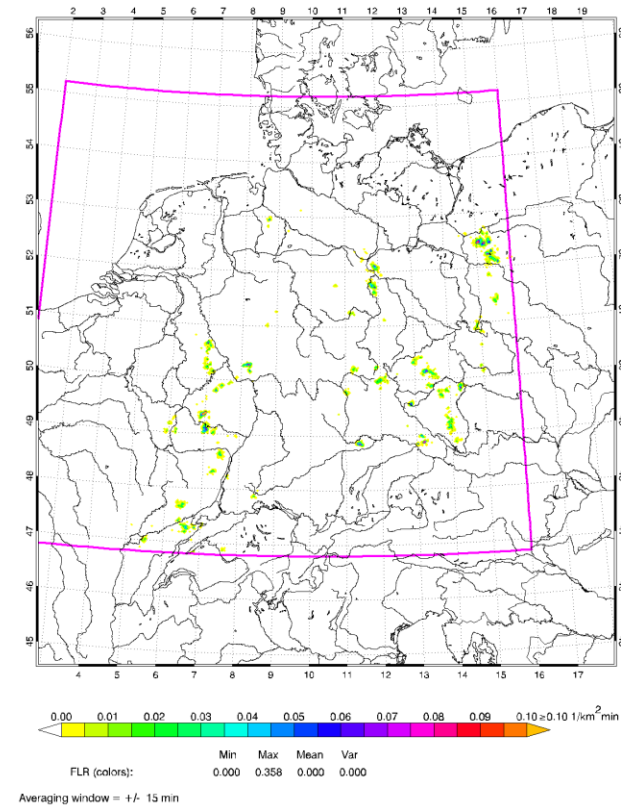 2 3 4 5 6 7 8 9 10 11 12 13 14 15 16 17 19
56
55
54
53
52
51
50
49
48
47
46
45
4 5 6 7 8 9 10 11 12 13 14 15 17
0.00 0.01 0.02 0.03 0.04 0.05 0.06 0.07 0.08 0.09 0.10 ≥0.10 1/km²min
Min Max Mean Var
FLR (colors): 0.000 0.358 0.000 0.000
Averaging window = +/- 15 min